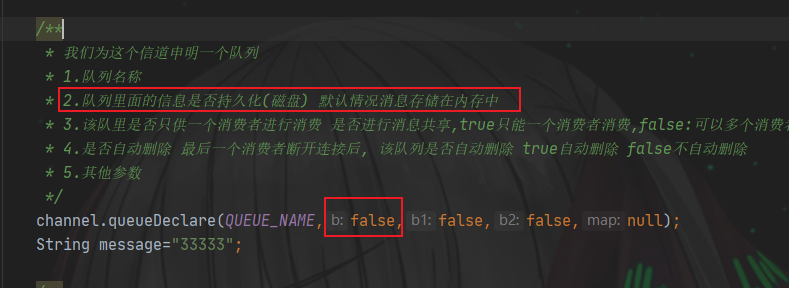 /**
* 我们为这个信道申明一个队列
* 1.队列名称
* 2.队列里面的信息是否持久化(磁盘) 默认情况消息存储在内存中
* 3.该队里是否只供一个消费者进行消费 是否进行消息共享,true只能一个消费者消费,false:可以多个消费者
* 4.是否自动删除 最后一个消费者断开连接后, 该队列是否自动删除 true自动删除 false不自动删除
* 5.其他参数
*/
channel.queueDeclare(QUEUE_NAME, b: false, b1: false, b2: false, map: null);
String message="33333";